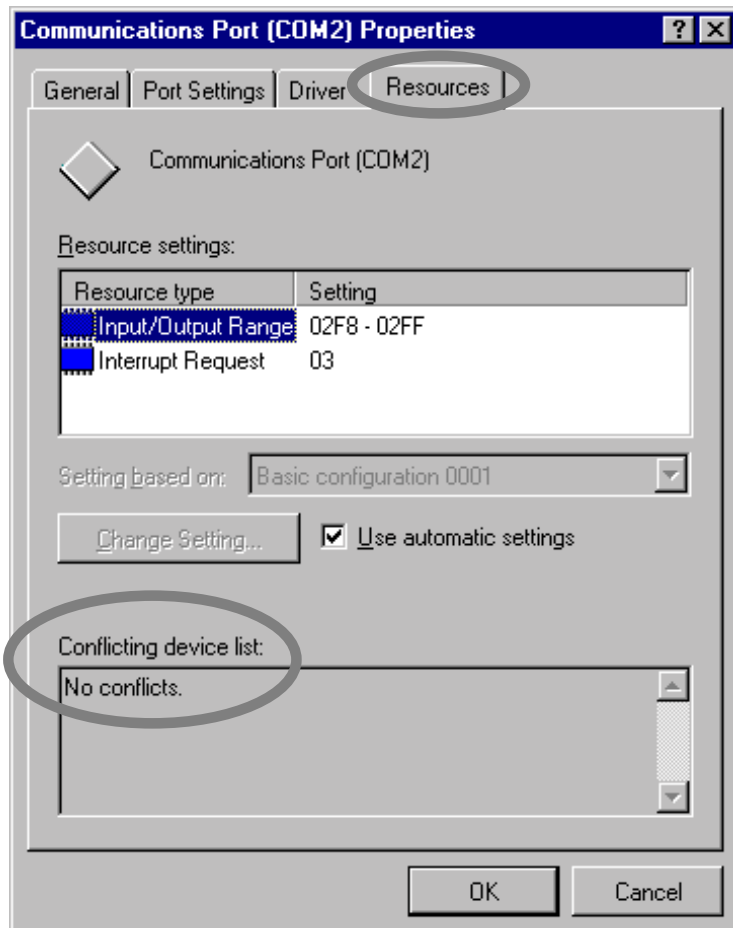 Communications Port (COM2) Properties
General Port Settings Driver Resources
Communications Port (COM2)
Resource settings:
Resource type Setting
Input/Output Range 02F8 - 02FF
Interrupt Request 03
Setting based on: Basic configuration 0001
Change Setting... Use automatic settings
Conflicting device list:
No conflicts.
OK Cancel